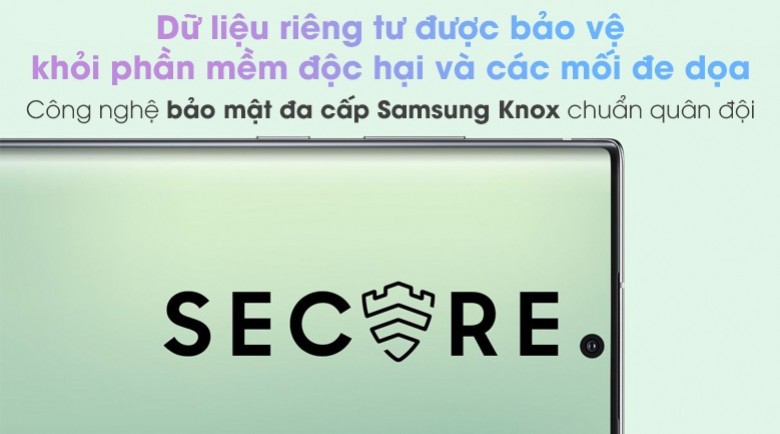 Dữ liệu riêng tư được bảo vệ
khỏi phần mềm độc hại và các mối đe dọa
Công nghệ bảo mật đa cấp Samsung Knox chuẩn quân đội
SECURE